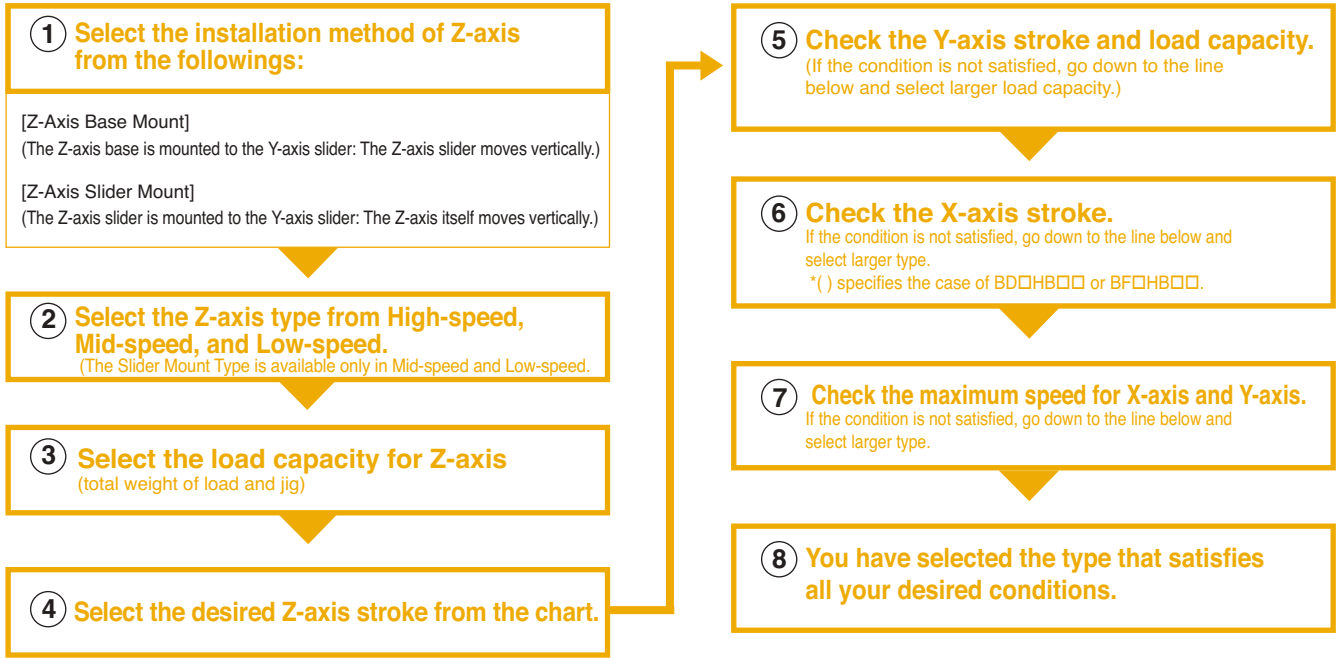 1 Select the installation method of Z-axis
from the followings:
[Z-Axis Base Mount]
(The Z-axis base is mounted to the Y-axis slider: The Z-axis slider moves vertically.)
[Z-Axis Slider Mount]
(The Z-axis slider is mounted to the Y-axis slider: The Z-axis itself moves vertically.)
2 Select the Z-axis type from High-speed,
Mid-speed, and Low-speed.
(The Slider Mount Type is available only in Mid-speed and Low-speed.
3 Select the load capacity for Z-axis
(total weight of load and jig)
4 Select the desired Z-axis stroke from the chart.
5 Check the Y-axis stroke and load capacity.
(If the condition is not satisfied, go down to the line
below and select larger load capacity.)
6 Check the X-axis stroke.
If the condition is not satisfied, go down to the line below and
select larger type.
*( ) specifies the case of BD□HB□□ or BF□HB□□.
7 Check the maximum speed for X-axis and Y-axis.
If the condition is not satisfied, go down to the line below and
select larger type.
8 You have selected the type that satisfies
all your desired conditions.